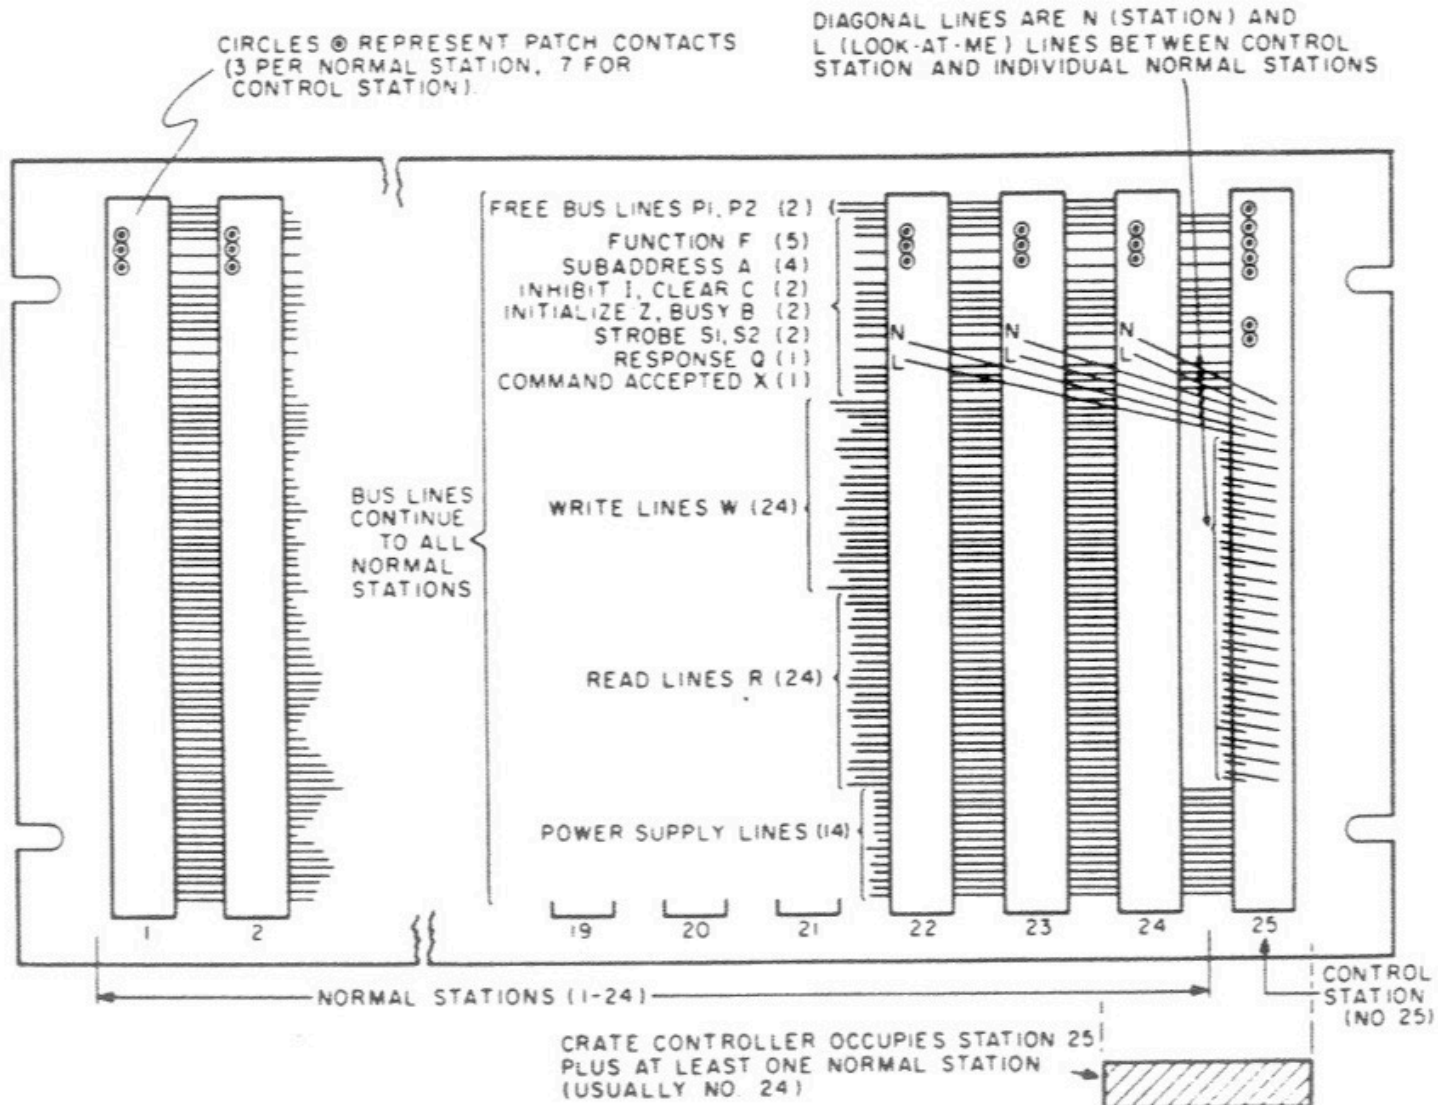 CIRCLES ⊙ REPRESENT PATCH CONTACTS
(3 PER NORMAL STATION, 7 FOR
CONTROL STATION).
DIAGONAL LINES ARE N (STATION) AND
L (LOOK-AT-ME) LINES BETWEEN CONTROL
STATION AND INDIVIDUAL NORMAL STATIONS
FREE BUS LINES P1, P2 (2)
FUNCTION F (5)
SUBADDRESS A (4)
INHIBIT I, CLEAR C (2)
INITIALIZE Z, BUSY B (2)
STROBE S1, S2 (2)
RESPONSE Q (1)
COMMAND ACCEPTED X (1)
N
L
N
L
N
L
BUS LINES
CONTINUE
TO ALL
NORMAL
STATIONS
WRITE LINES W (24)
READ LINES R (24)
POWER SUPPLY LINES (14)
1
2
19
20
21
22
23
24
25
NORMAL STATIONS (1-24)
CONTROL
STATION
(NO 25)
CRATE CONTROLLER OCCUPIES STATION 25
PLUS AT LEAST ONE NORMAL STATION
(USUALLY NO. 24)